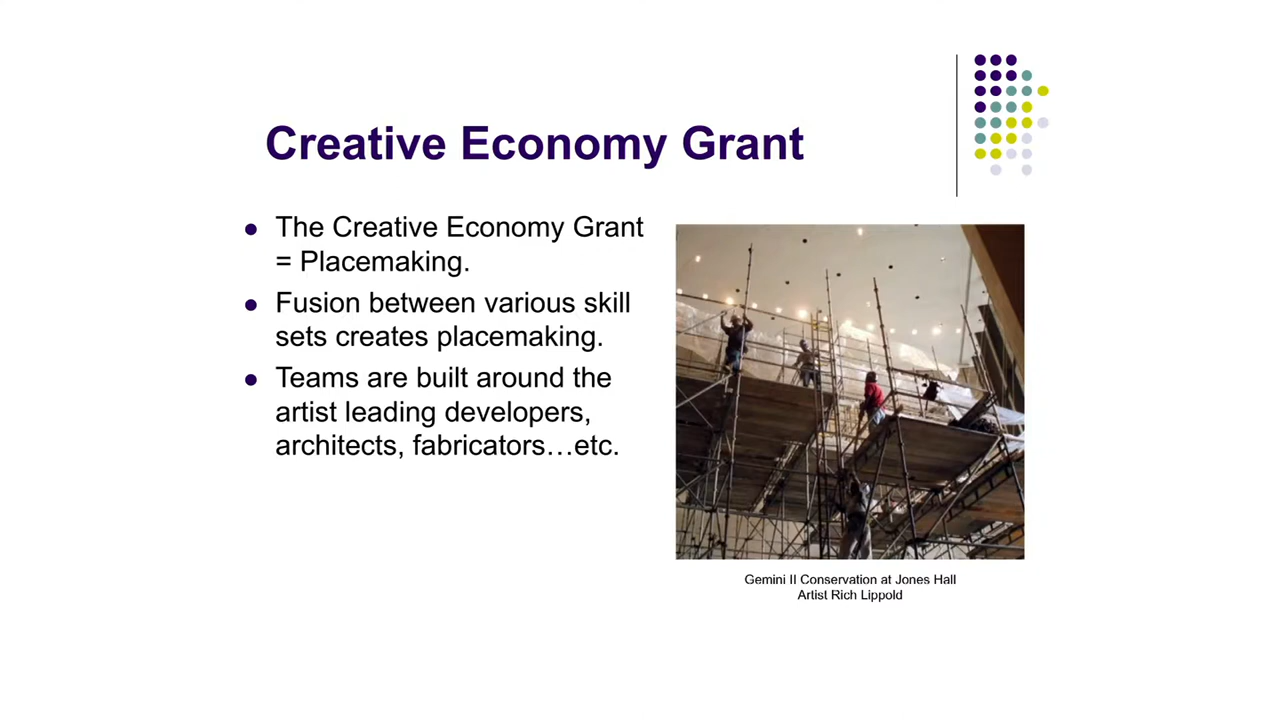 Creative Economy Grant
The Creative Economy Grant
= Placemaking.
Fusion between various skill
sets creates placemaking.
Teams are built around the
artist leading developers,
architects, fabricators…etc.
Gemini II Conservation at Jones Hall
Artist Rich Lippold